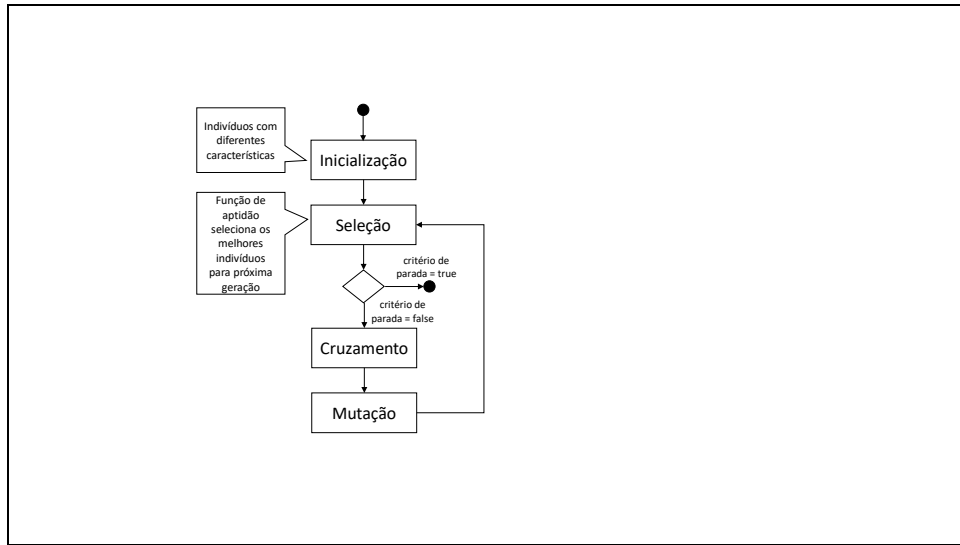 Indivíduos com
diferentes
características
Inicialização
Função de
aptidão
seleciona os
melhores
indivíduos
para próxima
geração
Seleção
critério de
parada = true
critério de
parada = false
Cruzamento
Mutação